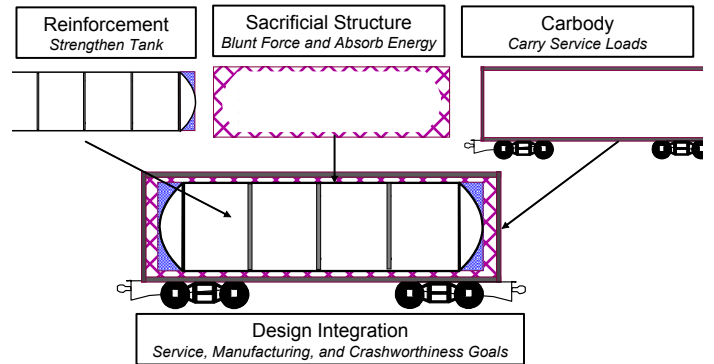 Reinforcement
Strengthen Tank
Sacrificial Structure
Blunt Force and Absorb Energy
Carbody
Carry Service Loads
Design Integration
Service, Manufacturing, and Crashworthiness Goals